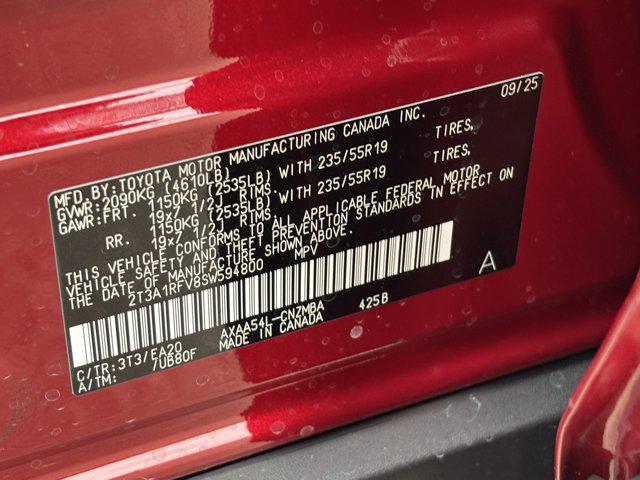 MFD.BY:TOYOTA MOTOR MANUFACTURING CANADA INC. 09/25
GVWR:2090KG (4610LB)
GAWR:FRT. 1150KG (2535LB) WITH 235/55R19 TIRES,
19x7 1/2J RIMS.
RR. 1150KG (2535LB) WITH 235/55R19 TIRES,
19x7 1/2J RIMS.
THIS VEHICLE CONFORMS TO ALL APPLICABLE FEDERAL MOTOR
VEHICLE SAFETY AND THEFT PREVENTION STANDARDS IN EFFECT ON
THE DATE OF MANUFACTURE SHOWN ABOVE.
2T3A1RFV8SW594800 MPV
A
C/TR:3T3/EA20 AXAA54L-CNZMBA 425B
A/TM: 7UB80F MADE IN CANADA